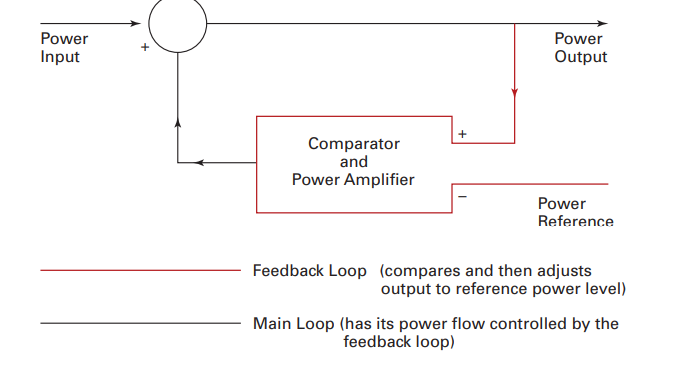 Power
Input
+
Power
Output
Comparator
and
Power Amplifier
+
–
Power
Reference
Feedback Loop (compares and then adjusts
output to reference power level)
Main Loop (has its power flow controlled by the
feedback loop)